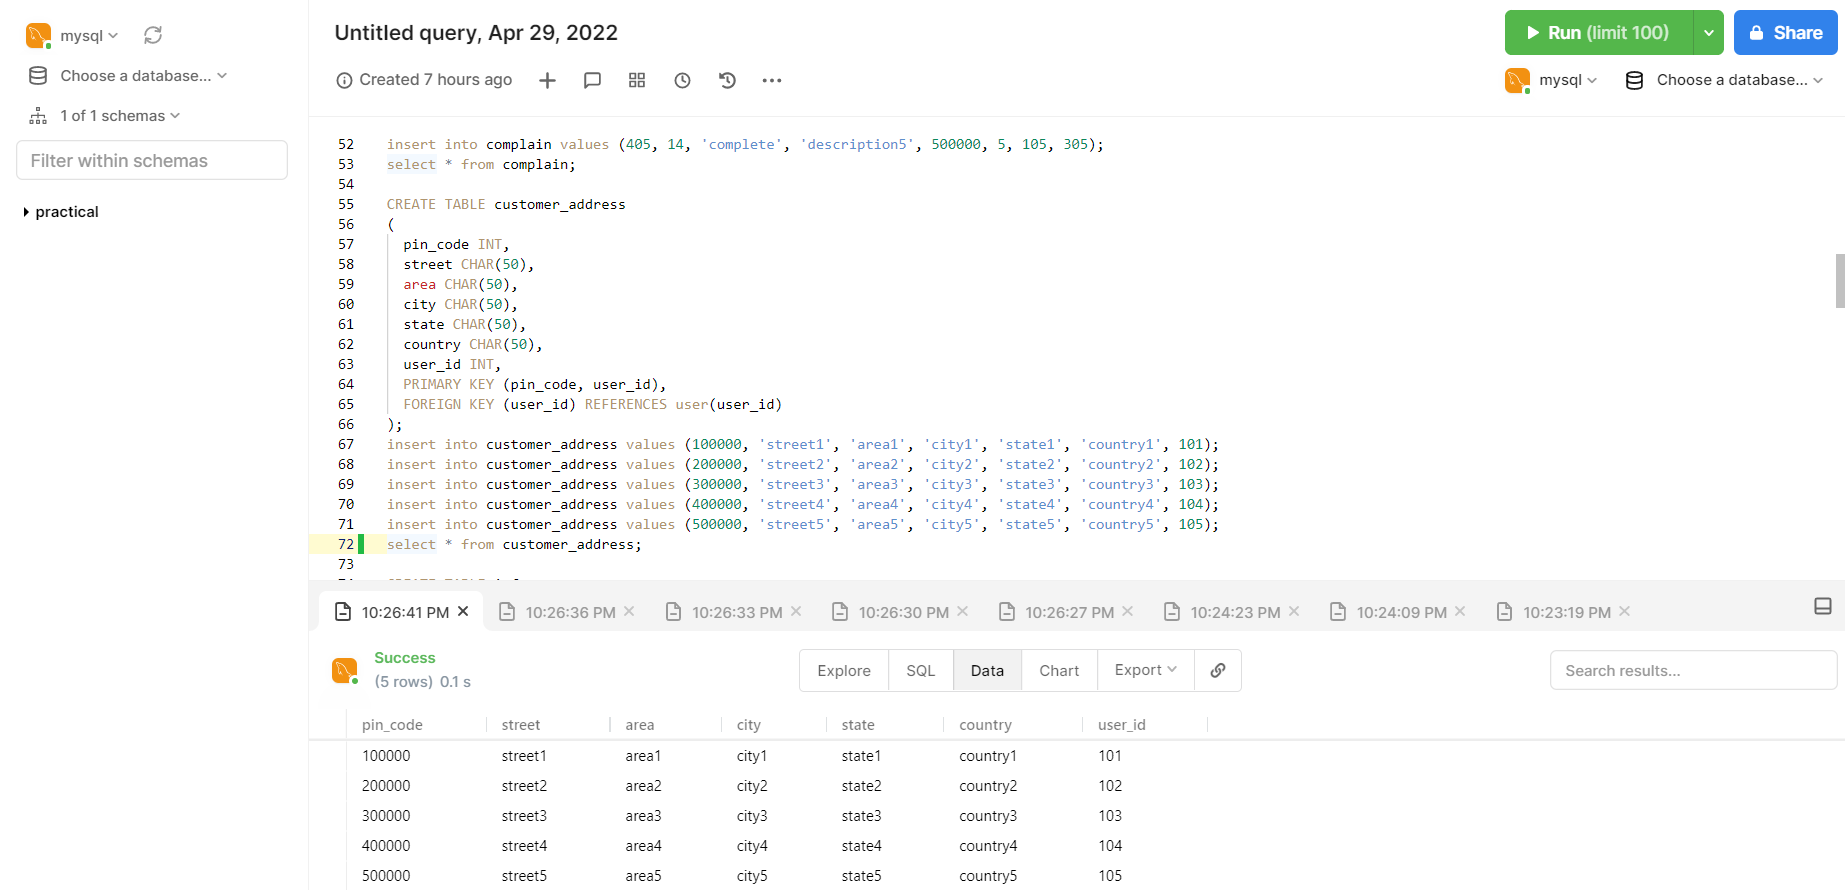 mysql
Choose a database...
1 of 1 schemas
Filter within schemas
practical
Untitled query, Apr 29, 2022
Created 7 hours ago
Run (limit 100)
Share
mysql
Choose a database...
52 insert into complain values (405, 14, 'complete', 'description5', 500000, 5, 105, 305);
53 select * from complain;
54
55 CREATE TABLE customer_address
56 (
57 pin_code INT,
58 street CHAR(50),
59 area CHAR(50),
60 city CHAR(50),
61 state CHAR(50),
62 country CHAR(50),
63 user_id INT,
64 PRIMARY KEY (pin_code, user_id),
65 FOREIGN KEY (user_id) REFERENCES user(user_id)
66 );
67 insert into customer_address values (100000, 'street1', 'area1', 'city1', 'state1', 'country1', 101);
68 insert into customer_address values (200000, 'street2', 'area2', 'city2', 'state2', 'country2', 102);
69 insert into customer_address values (300000, 'street3', 'area3', 'city3', 'state3', 'country3', 103);
70 insert into customer_address values (400000, 'street4', 'area4', 'city4', 'state4', 'country4', 104);
71 insert into customer_address values (500000, 'street5', 'area5', 'city5', 'state5', 'country5', 105);
72 select * from customer_address;
73
10:26:41 PM 10:26:36 PM 10:26:33 PM 10:26:30 PM 10:26:27 PM 10:24:23 PM 10:24:09 PM 10:23:19 PM
Success
(5 rows) 0.1 s
Explore SQL Data Chart Export
Search results...
pin_code street area city state country user_id
100000 street1 area1 city1 state1 country1 101
200000 street2 area2 city2 state2 country2 102
300000 street3 area3 city3 state3 country3 103
400000 street4 area4 city4 state4 country4 104
500000 street5 area5 city5 state5 country5 105